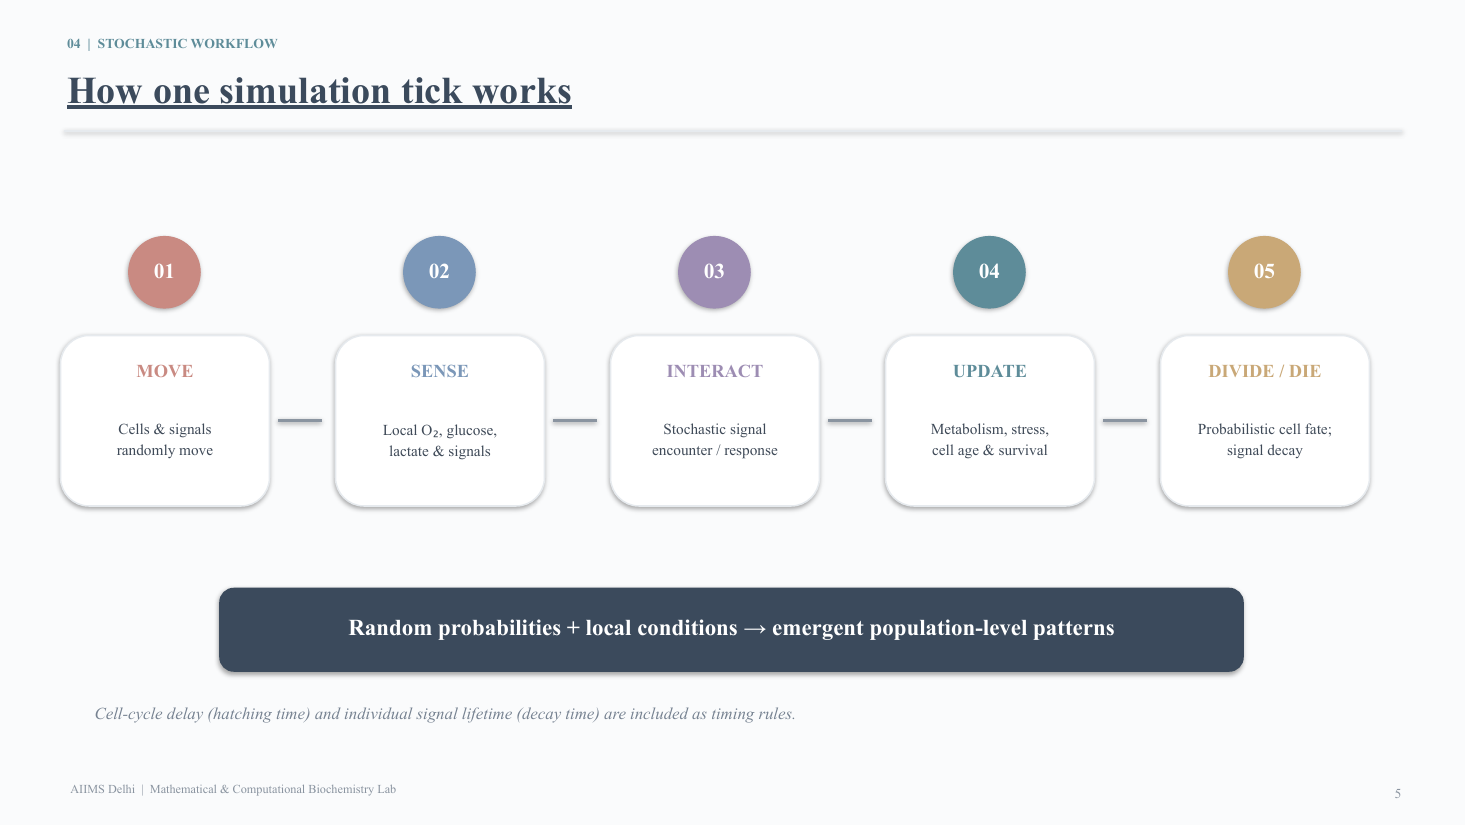 04 | STOCHASTIC WORKFLOW
How one simulation tick works
01
02
03
04
05
MOVE
Cells & signals
randomly move
SENSE
Local O₂, glucose,
lactate & signals
INTERACT
Stochastic signal
encounter / response
UPDATE
Metabolism, stress,
cell age & survival
DIVIDE / DIE
Probabilistic cell fate;
signal decay
Random probabilities + local conditions → emergent population-level patterns
Cell-cycle delay (hatching time) and individual signal lifetime (decay time) are included as timing rules.
AIIMS Delhi | Mathematical & Computational Biochemistry Lab
5